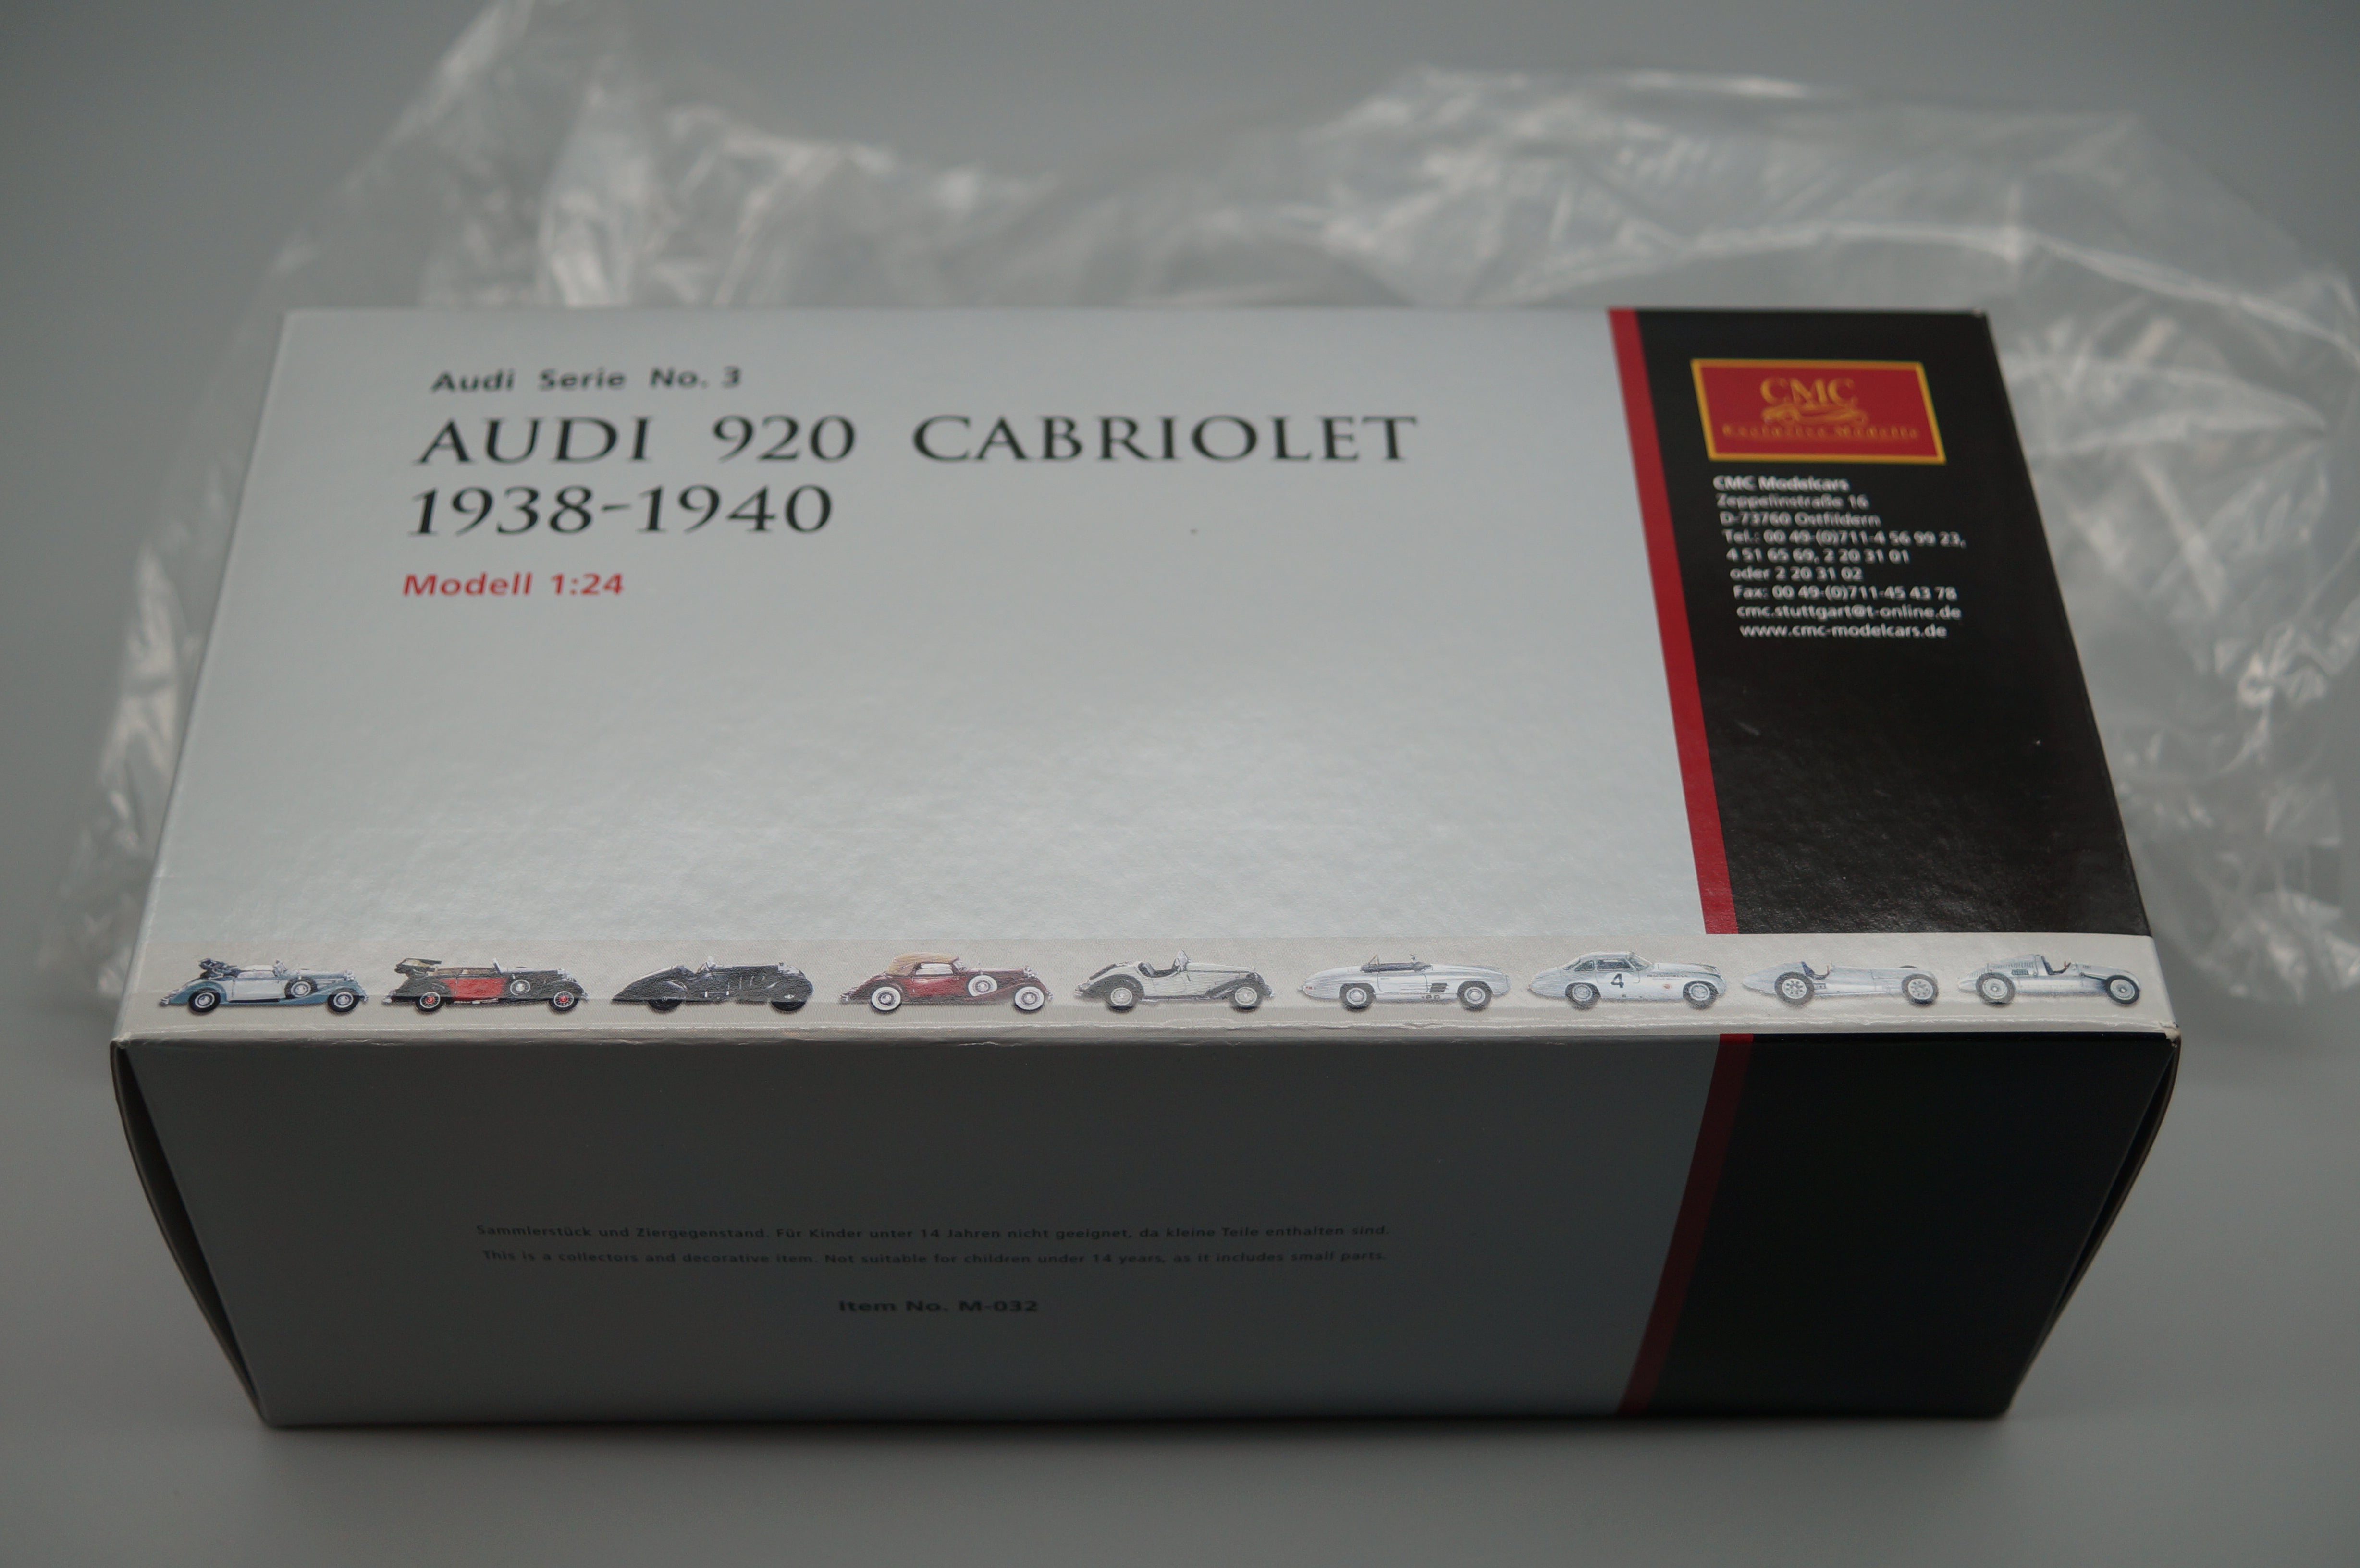 Audi Serie No. 3
AUDI 920 CABRIOLET
1938-1940
Modell 1:24
CMC
Exclusive Modelle
CMC Modelcars
Zeppelinstraße 16
D-73760 Ostfildern
Tel.: 00 49-(0)711-4 56 99 23,
4 51 65 69, 2 20 31 01
oder 2 20 31 02
Fax: 00 49-(0)711-45 43 78
cmc.stuttgart@t-online.de
www.cmc-modelcars.de
4
Sammlerstück und Ziergegenstand. Für Kinder unter 14 Jahren nicht geeignet, da kleine Teile enthalten sind.
This is a collectors and decorative item. Not suitable for children under 14 years, as it includes small parts.
Item No. M-032